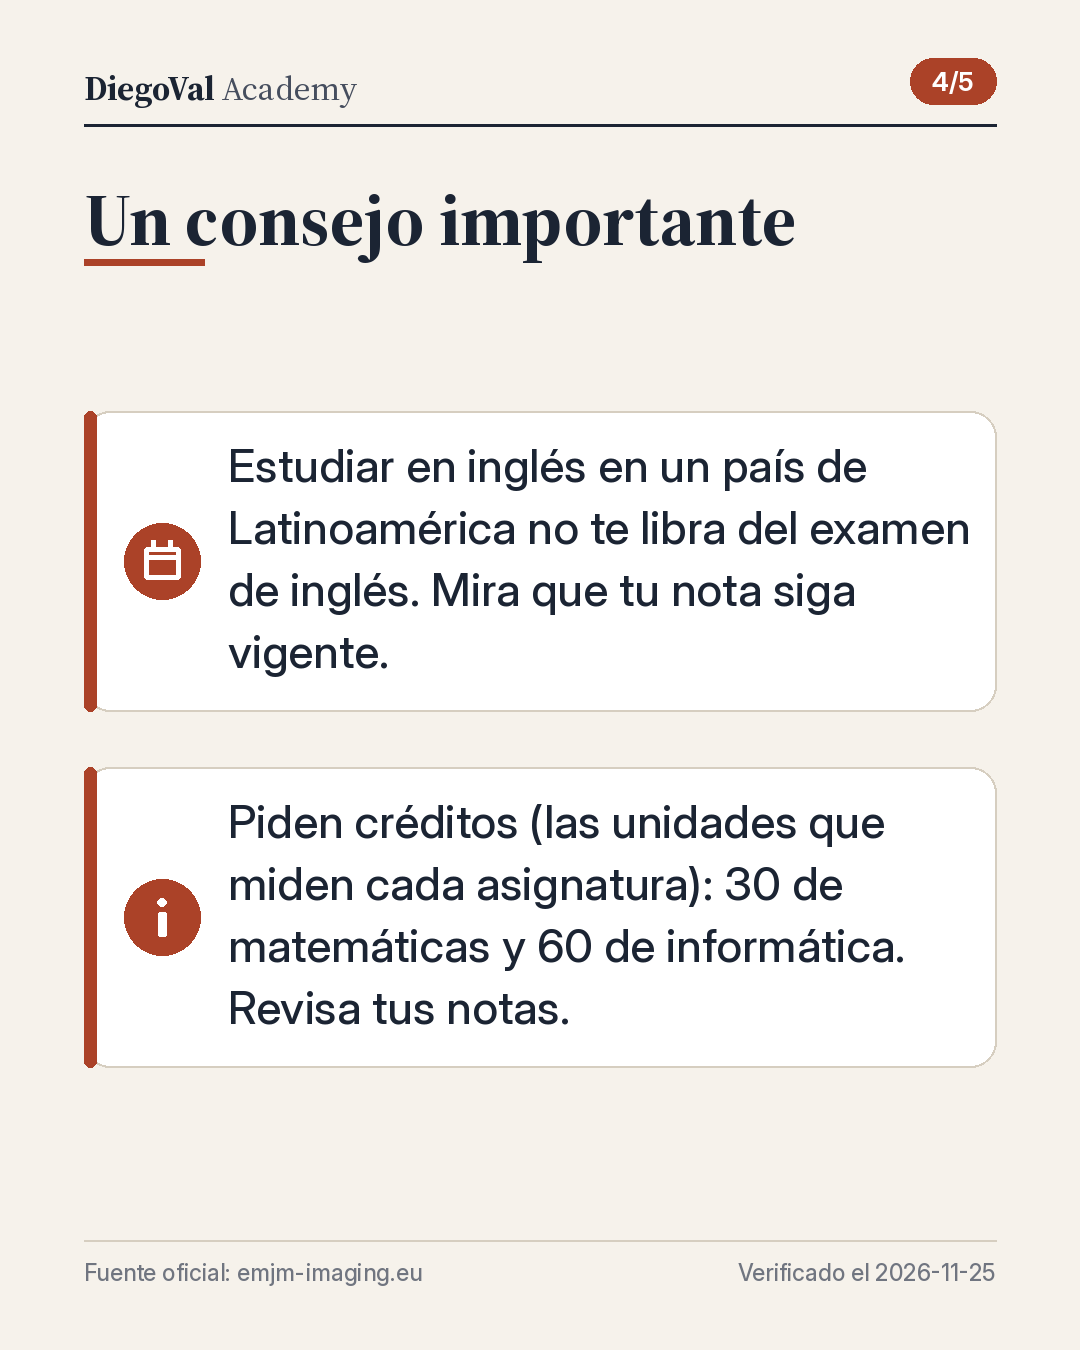 DiegoVal Academy
4/5
Un consejo importante
Estudiar en inglés en un país de
Latinoamérica no te libra del examen
de inglés. Mira que tu nota siga
vigente.
Piden créditos (las unidades que
miden cada asignatura): 30 de
matemáticas y 60 de informática.
Revisa tus notas.
Fuente oficial: emjm-imaging.eu
Verificado el 2026-11-25